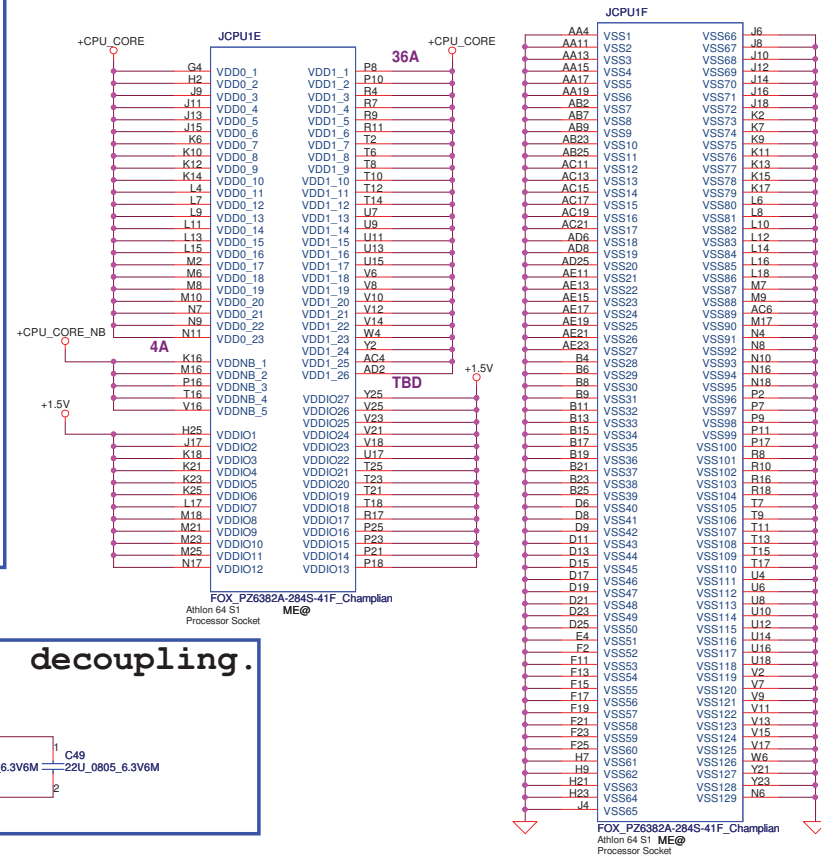 JCPU1E
+CPU_CORE
+CPU_CORE
36A
G4 VDD0_1 VDD1_1 P8
H2 VDD0_2 VDD1_2 P10
J9 VDD0_3 VDD1_3 R4
J11 VDD0_4 VDD1_4 R7
J13 VDD0_5 VDD1_5 R9
J15 VDD0_6 VDD1_6 R11
K6 VDD0_7 VDD1_7 T2
K10 VDD0_8 VDD1_8 T6
K12 VDD0_9 VDD1_9 T8
K14 VDD0_10 VDD1_10 T10
L4 VDD0_11 VDD1_11 T12
L7 VDD0_12 VDD1_12 T14
L9 VDD0_13 VDD1_13 U7
L11 VDD0_14 VDD1_14 U9
L13 VDD0_15 VDD1_15 U11
L15 VDD0_16 VDD1_16 U13
M2 VDD0_17 VDD1_17 U15
M6 VDD0_18 VDD1_18 V6
M8 VDD0_19 VDD1_19 V8
M10 VDD0_20 VDD1_20 V10
N7 VDD0_21 VDD1_21 V12
N9 VDD0_22 VDD1_22 V14
N11 VDD0_23 VDD1_23 W4
+CPU_CORE_NB
4A
VDD1_24 Y2
K16 VDDNB_1 VDD1_25 AC4
M16 VDDNB_2 VDD1_26 AD2
+1.5V
TBD
P16 VDDNB_3
T16 VDDNB_4 VDDIO27 Y25
V16 VDDNB_5 VDDIO26 V25
+1.5V
VDDIO25 V23
H25 VDDIO1 VDDIO24 V21
J17 VDDIO2 VDDIO23 V18
K18 VDDIO3 VDDIO22 U17
K21 VDDIO4 VDDIO21 T25
K23 VDDIO5 VDDIO20 T23
K25 VDDIO6 VDDIO19 T21
L17 VDDIO7 VDDIO18 T18
M18 VDDIO8 VDDIO17 R17
M21 VDDIO9 VDDIO16 P25
M23 VDDIO10 VDDIO15 P23
M25 VDDIO11 VDDIO14 P21
N17 VDDIO12 VDDIO13 P18
FOX_PZ6382A-284S-41F_Champlian
Athlon 64 S1 ME@
Processor Socket
decoupling.
1
C49
6.3V6M 22U_0805_6.3V6M
2
JCPU1F
AA4 VSS1 VSS66 J6
AA11 VSS2 VSS67 J8
AA13 VSS3 VSS68 J10
AA15 VSS4 VSS69 J12
AA17 VSS5 VSS70 J14
AA19 VSS6 VSS71 J16
AB2 VSS7 VSS72 J18
AB7 VSS8 VSS73 K2
AB9 VSS9 VSS74 K7
AB23 VSS10 VSS75 K9
AB25 VSS11 VSS76 K11
AC11 VSS12 VSS77 K13
AC13 VSS13 VSS78 K15
AC15 VSS14 VSS79 K17
AC17 VSS15 VSS80 L6
AC19 VSS16 VSS81 L8
AC21 VSS17 VSS82 L10
AD6 VSS18 VSS83 L12
AD8 VSS19 VSS84 L14
AD25 VSS20 VSS85 L16
AE11 VSS21 VSS86 L18
AE13 VSS22 VSS87 M7
AE15 VSS23 VSS88 M9
AE17 VSS24 VSS89 AC6
AE19 VSS25 VSS90 M17
AE21 VSS26 VSS91 N4
AE23 VSS27 VSS92 N8
B4 VSS28 VSS93 N10
B6 VSS29 VSS94 N16
B8 VSS30 VSS95 N18
B9 VSS31 VSS96 P2
B11 VSS32 VSS97 P7
B13 VSS33 VSS98 P9
B15 VSS34 VSS99 P11
B17 VSS35 VSS100 P17
B19 VSS36 VSS101 R8
B21 VSS37 VSS102 R10
B23 VSS38 VSS103 R16
B25 VSS39 VSS104 R18
D6 VSS40 VSS105 T7
D8 VSS41 VSS106 T9
D9 VSS42 VSS107 T11
D11 VSS43 VSS108 T13
D13 VSS44 VSS109 T15
D15 VSS45 VSS110 T17
D17 VSS46 VSS111 U4
D19 VSS47 VSS112 U6
D21 VSS48 VSS113 U8
D23 VSS49 VSS114 U10
D25 VSS50 VSS115 U12
E4 VSS51 VSS116 U14
F2 VSS52 VSS117 U16
F11 VSS53 VSS118 U18
F13 VSS54 VSS119 V2
F15 VSS55 VSS120 V7
F17 VSS56 VSS121 V9
F19 VSS57 VSS122 V11
F21 VSS58 VSS123 V13
F23 VSS59 VSS124 V15
F25 VSS60 VSS125 V17
H7 VSS61 VSS126 W6
H9 VSS62 VSS127 Y21
H21 VSS63 VSS128 Y23
H23 VSS64 VSS129 N6
J4 VSS65
FOX_PZ6382A-284S-41F_Champlian
Athlon 64 S1 ME@
Processor Socket